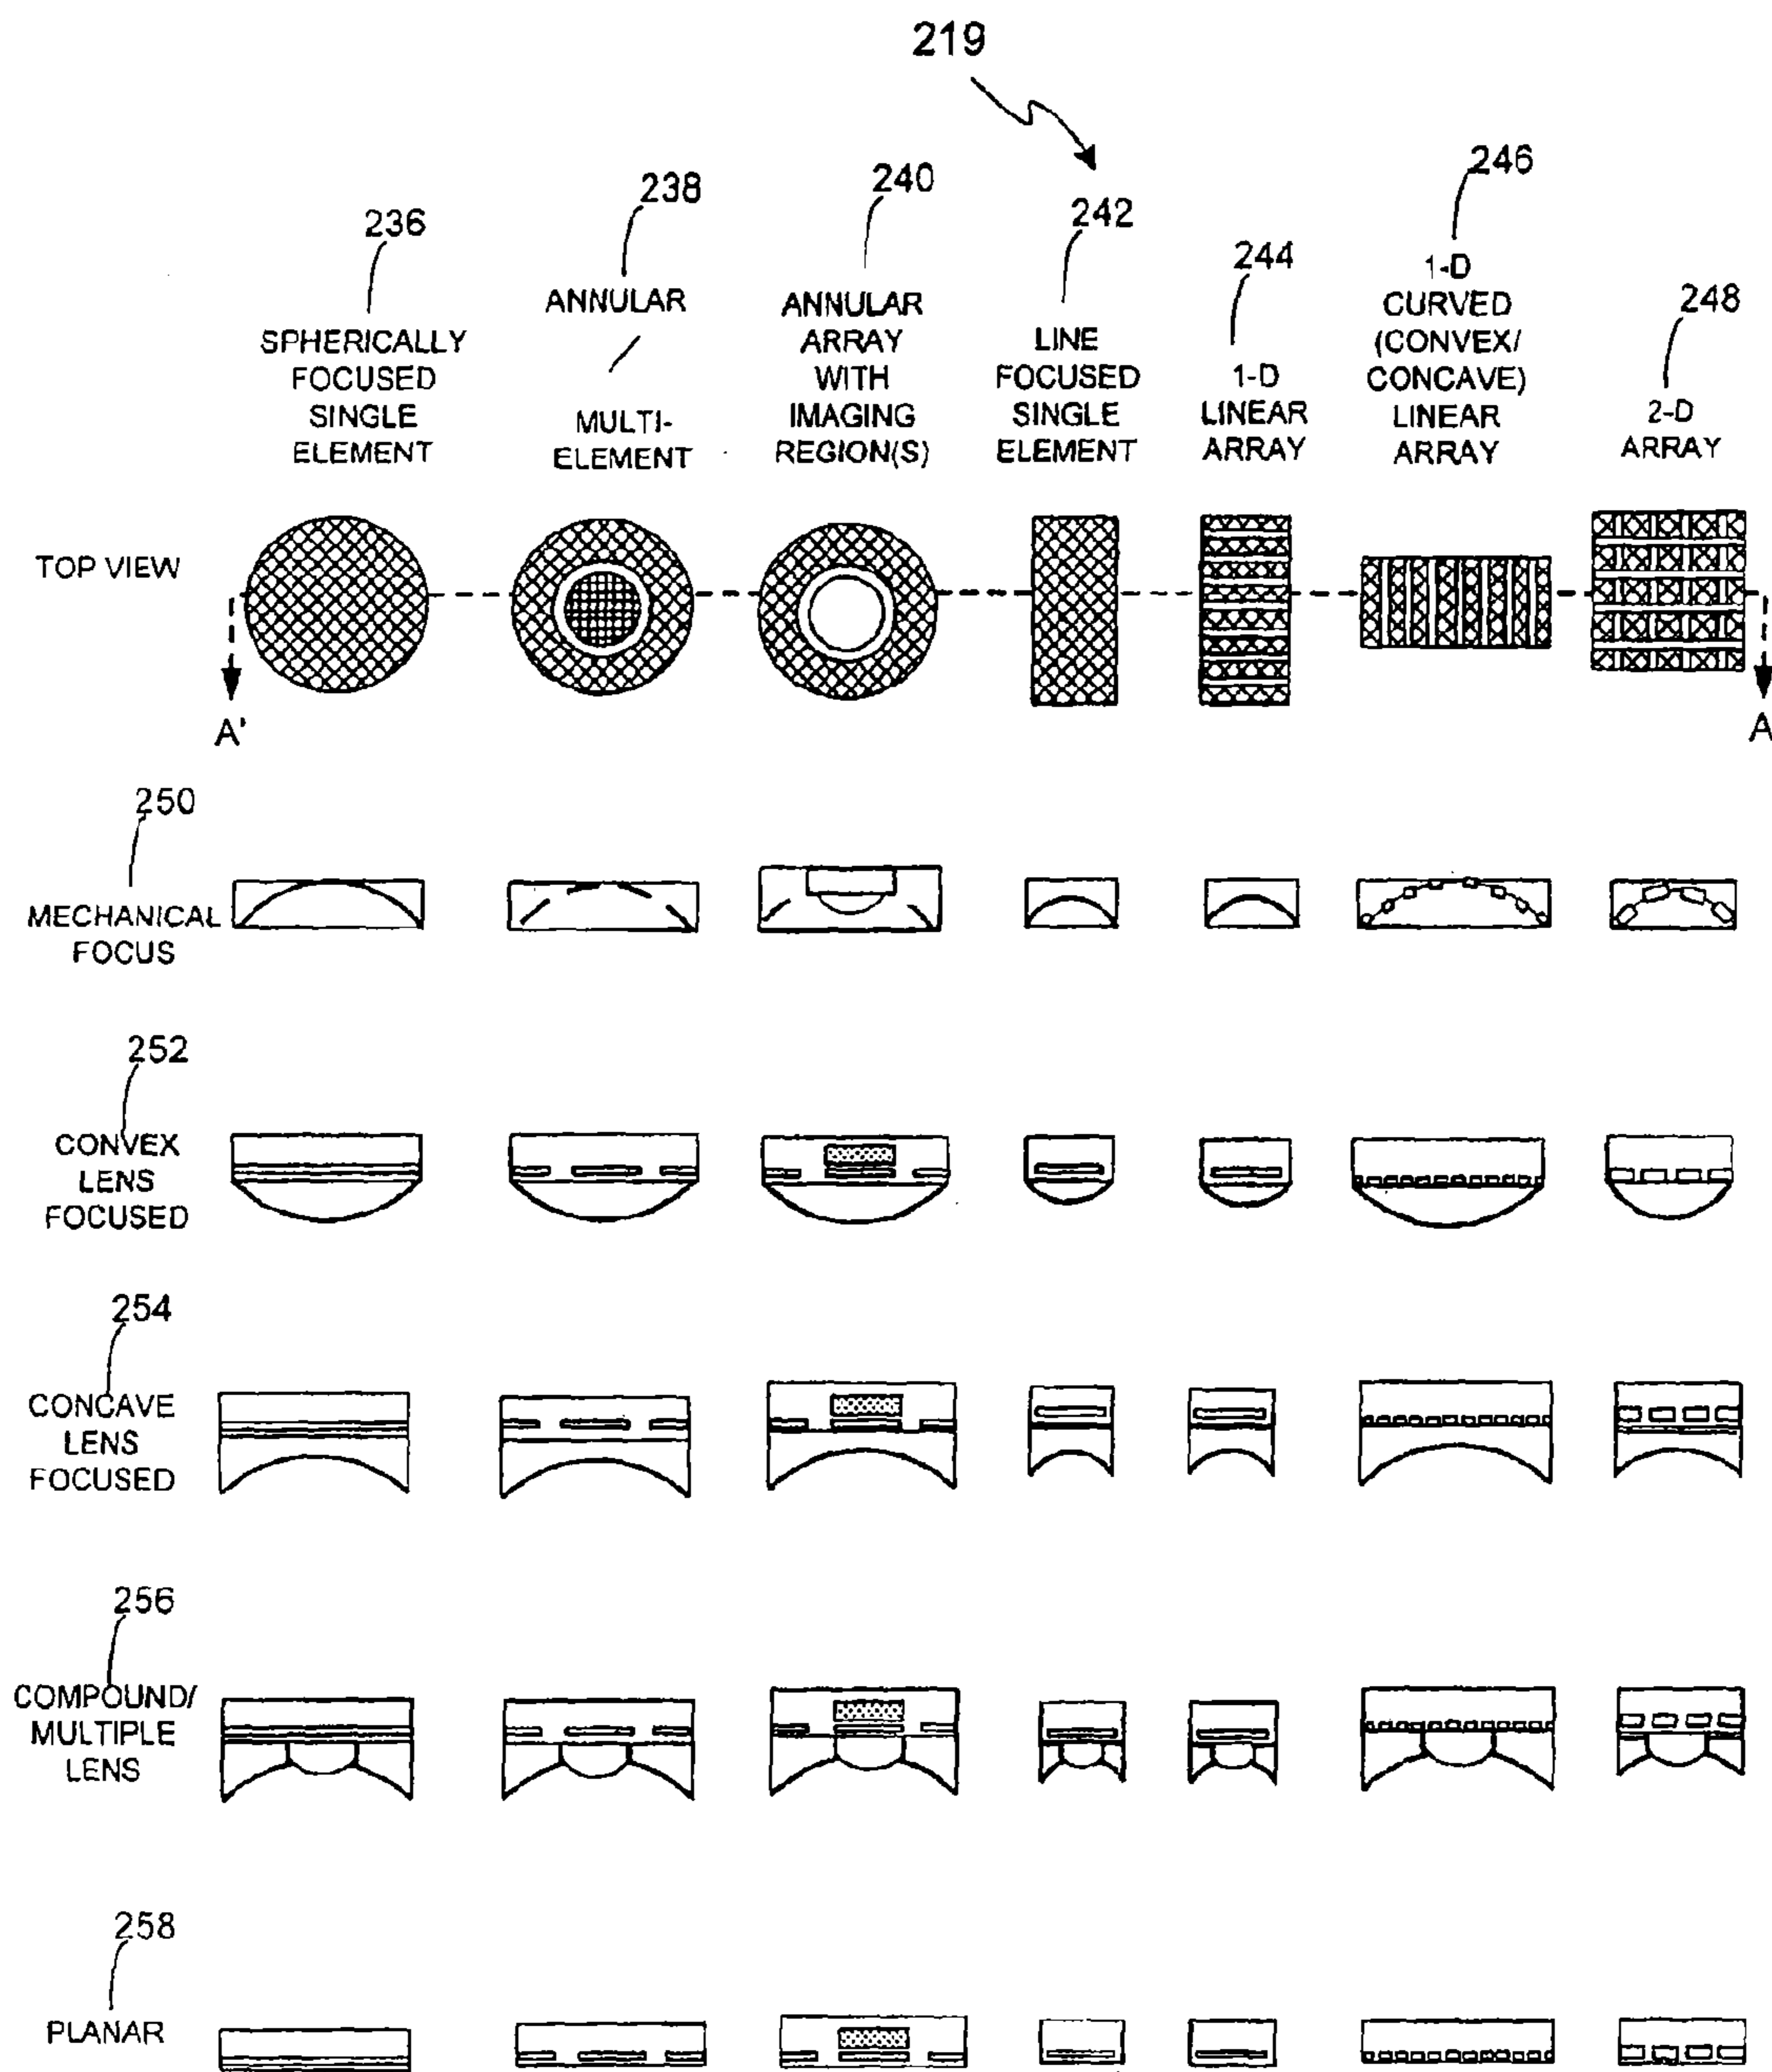 219
236
SPHERICALLY
FOCUSED
SINGLE
ELEMENT
238
ANNULAR
MULTI-
ELEMENT
240
ANNULAR
ARRAY
WITH
IMAGING
REGION(S)
242
LINE
FOCUSED
SINGLE
ELEMENT
244
1-D
LINEAR
ARRAY
246
1-D
CURVED
(CONVEX/
CONCAVE)
LINEAR
ARRAY
248
2-D
ARRAY
TOP VIEW
A'
A
250
MECHANICAL
FOCUS
252
CONVEX
LENS
FOCUSED
254
CONCAVE
LENS
FOCUSED
256
COMPOUND/
MULTIPLE
LENS
258
PLANAR